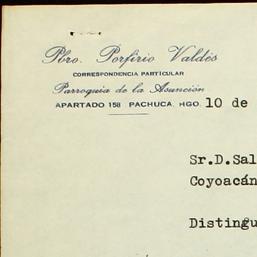 Pbro. Porfirio Valdés
CORRESPONDENCIA PARTICULAR
Parroquia de la Asunción
APARTADO 158 PACHUCA, HGO.
10 de
Sr.D.Sal
Coyoacán
Distingu